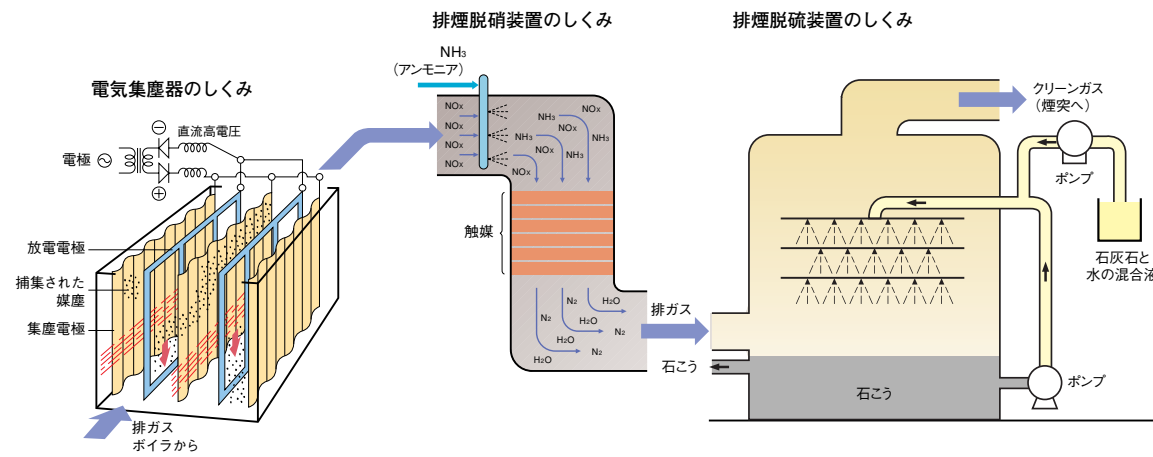 電気集塵器のしくみ
直流高電圧
電極
放電電極
捕集された
媒塵
集塵電極
排ガス
ボイラから
排煙脱硝装置のしくみ
NH₃
（アンモニア）
NOx
NOx
NOx
NOx
NOx
NH₃
NOx
NH₃
NH₃
NOx
NH₃
NOx
触媒
N₂
H₂O
N₂
H₂O
N₂
H₂O
N₂
H₂O
排ガス
排煙脱硫装置のしくみ
クリーンガス
（煙突へ）
ポンプ
石灰石と
水の混合液
石こう
石こう
ポンプ